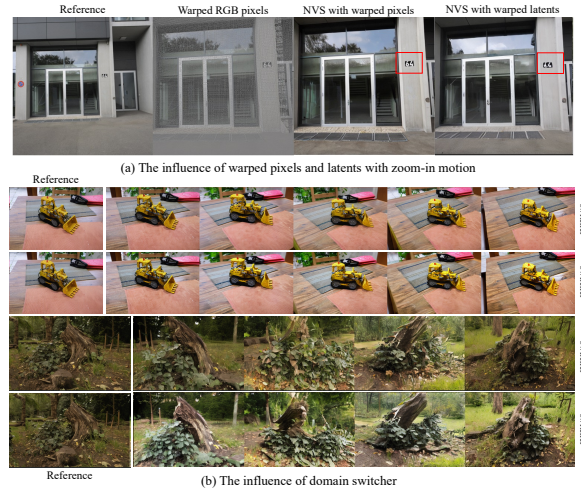 Reference Warped RGB pixels NVS with warped pixels NVS with warped latents
(a) The influence of warped pixels and latents with zoom-in motion
Reference
Reference
(b) The influence of domain switcher